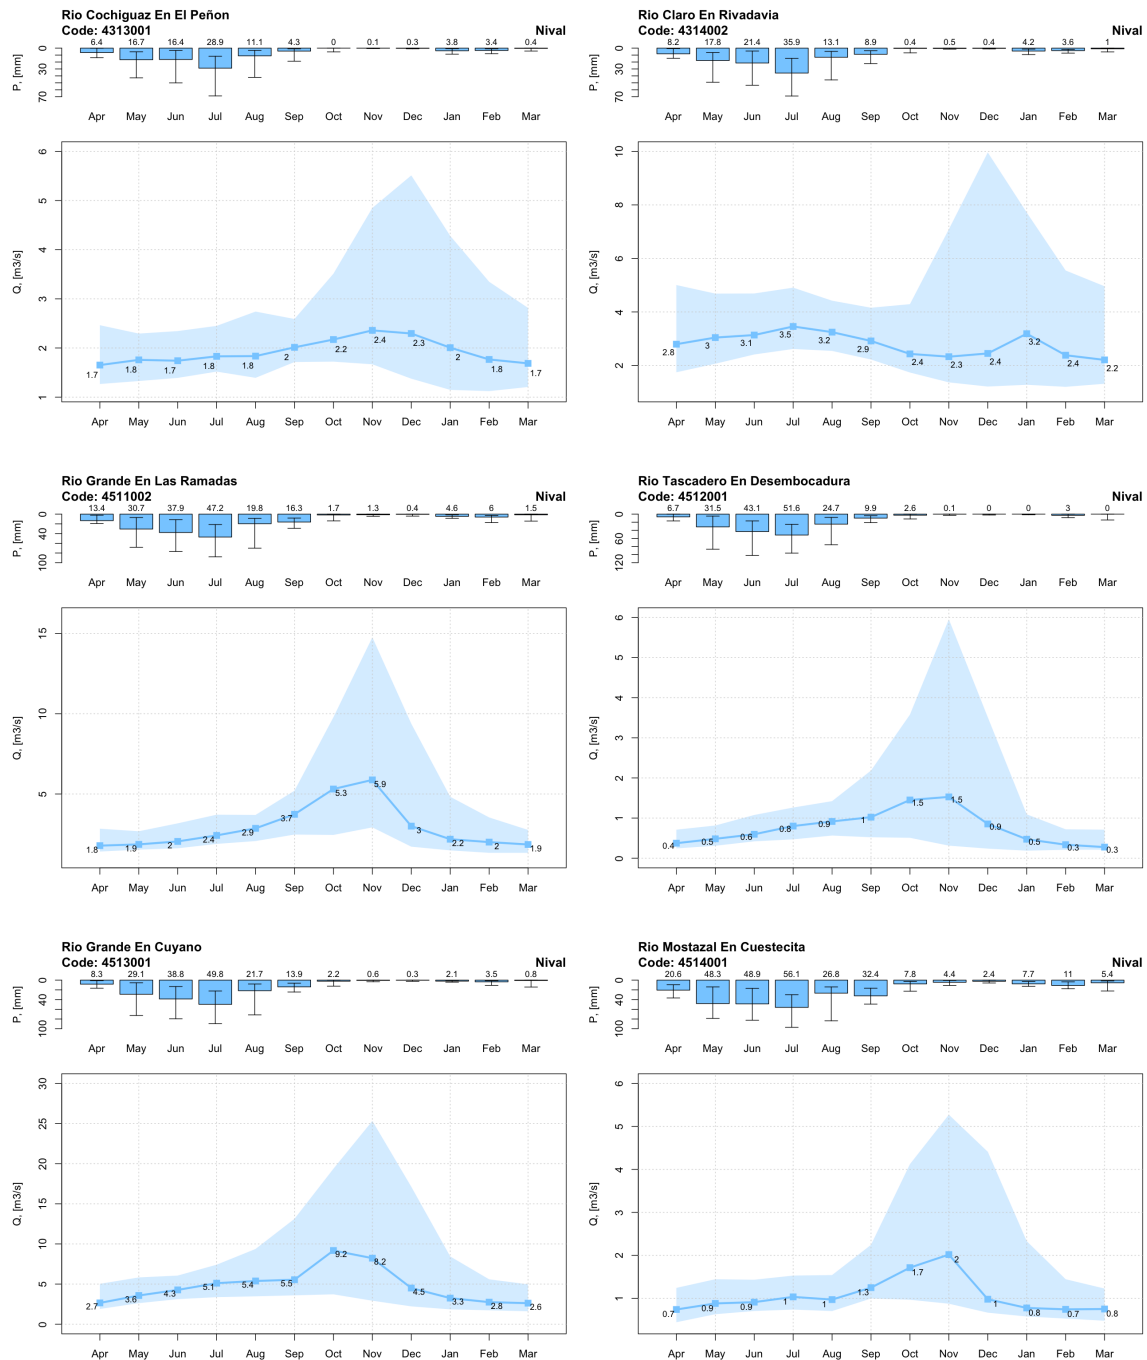 Rio Cochiguaz En El Peñon
Code: 4313001 Nival
6.4 16.7 16.4 28.9 11.1 4.3 0 0.1 0.3 3.8 3.4 0.4
P, [mm]
0
30
70
Apr May Jun Jul Aug Sep Oct Nov Dec Jan Feb Mar
Q, [m3/s]
6
5
4
3
2
1
1.7 1.8 1.7 1.8 1.8 2 2.2 2.4 2.3 2 1.8 1.7
Apr May Jun Jul Aug Sep Oct Nov Dec Jan Feb Mar
Rio Claro En Rivadavia
Code: 4314002 Nival
8.2 17.8 21.4 35.9 13.1 8.9 0.4 0.5 0.4 4.2 3.6 1
P, [mm]
0
30
70
Apr May Jun Jul Aug Sep Oct Nov Dec Jan Feb Mar
Q, [m3/s]
10
8
6
4
2
2.8 3 3.1 3.5 3.2 2.9 2.4 2.3 2.4 3.2 2.4 2.2
Apr May Jun Jul Aug Sep Oct Nov Dec Jan Feb Mar
Rio Grande En Las Ramadas
Code: 4511002 Nival
13.4 30.7 37.9 47.2 19.8 16.3 1.7 1.3 0.4 4.6 6 1.5
P, [mm]
0
40
100
Apr May Jun Jul Aug Sep Oct Nov Dec Jan Feb Mar
Q, [m3/s]
15
10
5
1.8 1.9 2 2.4 2.9 3.7 5.3 5.9 3 2.2 2 1.9
Apr May Jun Jul Aug Sep Oct Nov Dec Jan Feb Mar
Rio Tascadero En Desembocadura
Code: 4512001 Nival
6.7 31.5 43.1 51.6 24.7 9.9 2.6 0.1 0 0 3 0
P, [mm]
0
60
120
Apr May Jun Jul Aug Sep Oct Nov Dec Jan Feb Mar
Q, [m3/s]
6
5
4
3
2
1
0
0.4 0.5 0.6 0.8 0.9 1 1.5 1.5 0.9 0.5 0.3 0.3
Apr May Jun Jul Aug Sep Oct Nov Dec Jan Feb Mar
Rio Grande En Cuyano
Code: 4513001 Nival
8.3 29.1 38.8 49.8 21.7 13.9 2.2 0.6 0.3 2.1 3.5 0.8
P, [mm]
0
40
100
Apr May Jun Jul Aug Sep Oct Nov Dec Jan Feb Mar
Q, [m3/s]
30
25
20
15
10
5
0
2.7 3.6 4.3 5.1 5.4 5.5 9.2 8.2 4.5 3.3 2.8 2.6
Apr May Jun Jul Aug Sep Oct Nov Dec Jan Feb Mar
Rio Mostazal En Cuestecita
Code: 4514001 Nival
20.6 48.3 48.9 56.1 26.8 32.4 7.8 4.4 2.4 7.7 11 5.4
P, [mm]
0
40
100
Apr May Jun Jul Aug Sep Oct Nov Dec Jan Feb Mar
Q, [m3/s]
6
5
4
3
2
1
0.7 0.9 0.9 1 1 1.3 1.7 2 1 0.8 0.7 0.8
Apr May Jun Jul Aug Sep Oct Nov Dec Jan Feb Mar